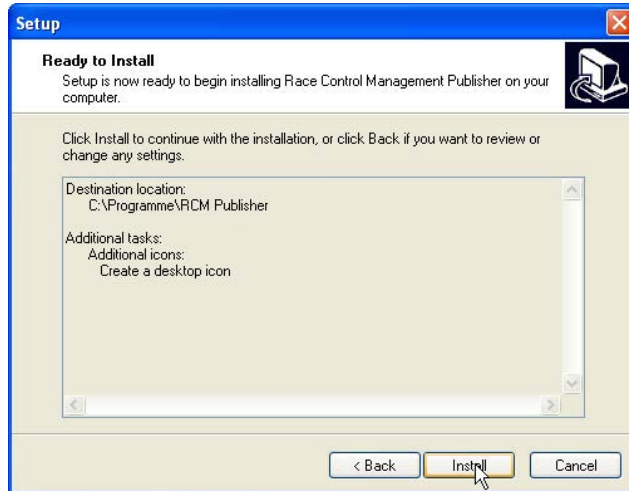 Setup
Ready to Install
Setup is now ready to begin installing Race Control Management Publisher on your
computer.
Click Install to continue with the installation, or click Back if you want to review or
change any settings.
Destination location:
C:\Programme\RCM Publisher
Additional tasks:
Additional icons:
Create a desktop icon
< Back
Install
Cancel